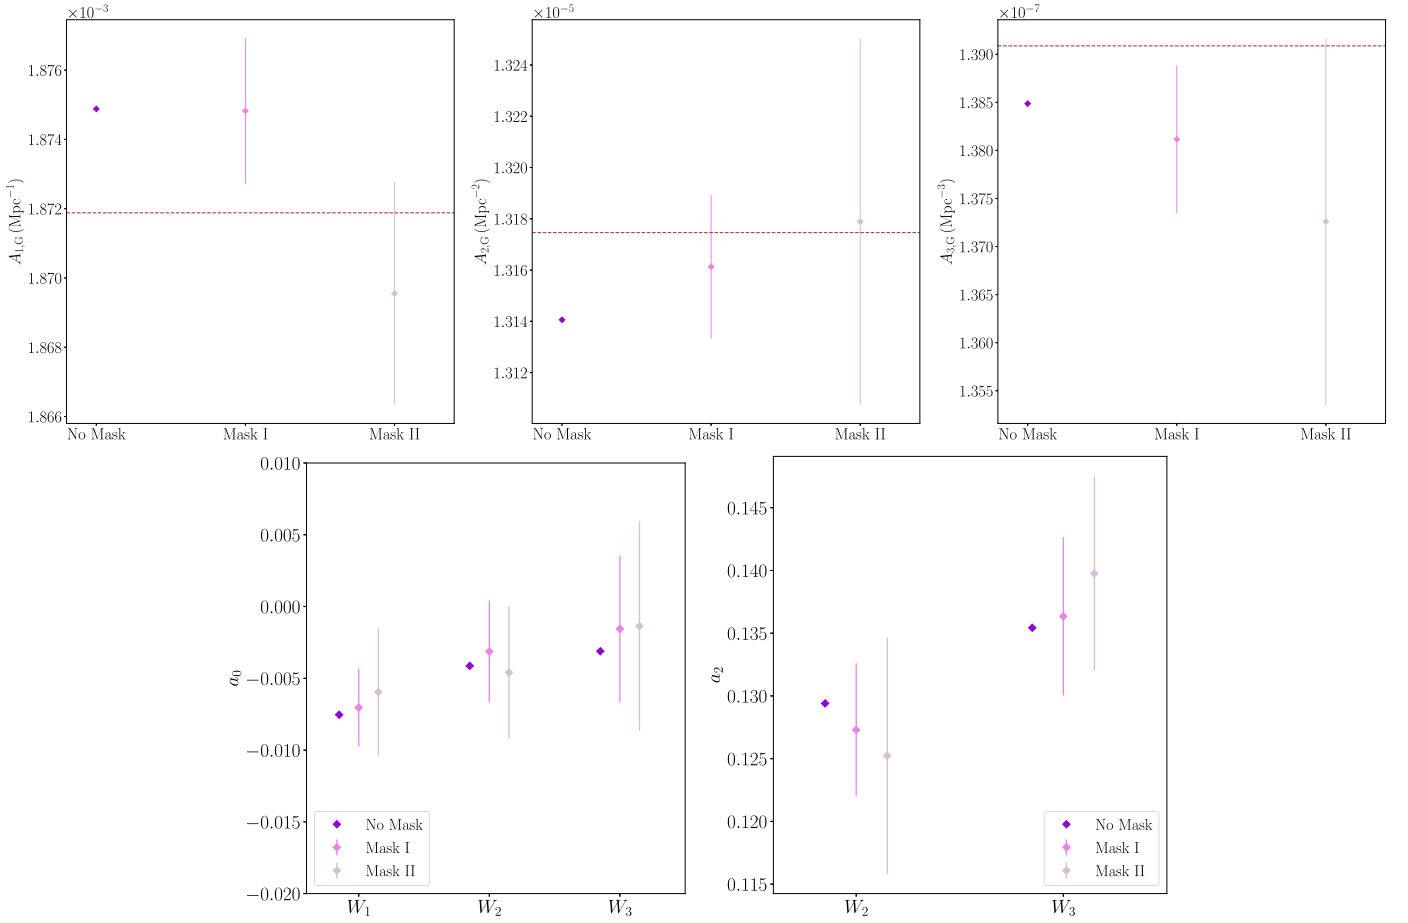 ×10⁻³
1.876
1.874
1.872
1.870
1.868
1.866
A₁,G (Mpc⁻¹)
No Mask Mask I Mask II
×10⁻⁵
1.324
1.322
1.320
1.318
1.316
1.314
1.312
A₂,G (Mpc⁻²)
No Mask Mask I Mask II
×10⁻⁷
1.390
1.385
1.380
1.375
1.370
1.365
1.360
1.355
A₃,G (Mpc⁻³)
No Mask Mask I Mask II
0.010
0.005
0.000
−0.005
−0.010
−0.015
−0.020
a₀
No Mask
Mask I
Mask II
W₁ W₂ W₃
0.145
0.140
0.135
0.130
0.125
0.120
0.115
a₂
No Mask
Mask I
Mask II
W₂ W₃